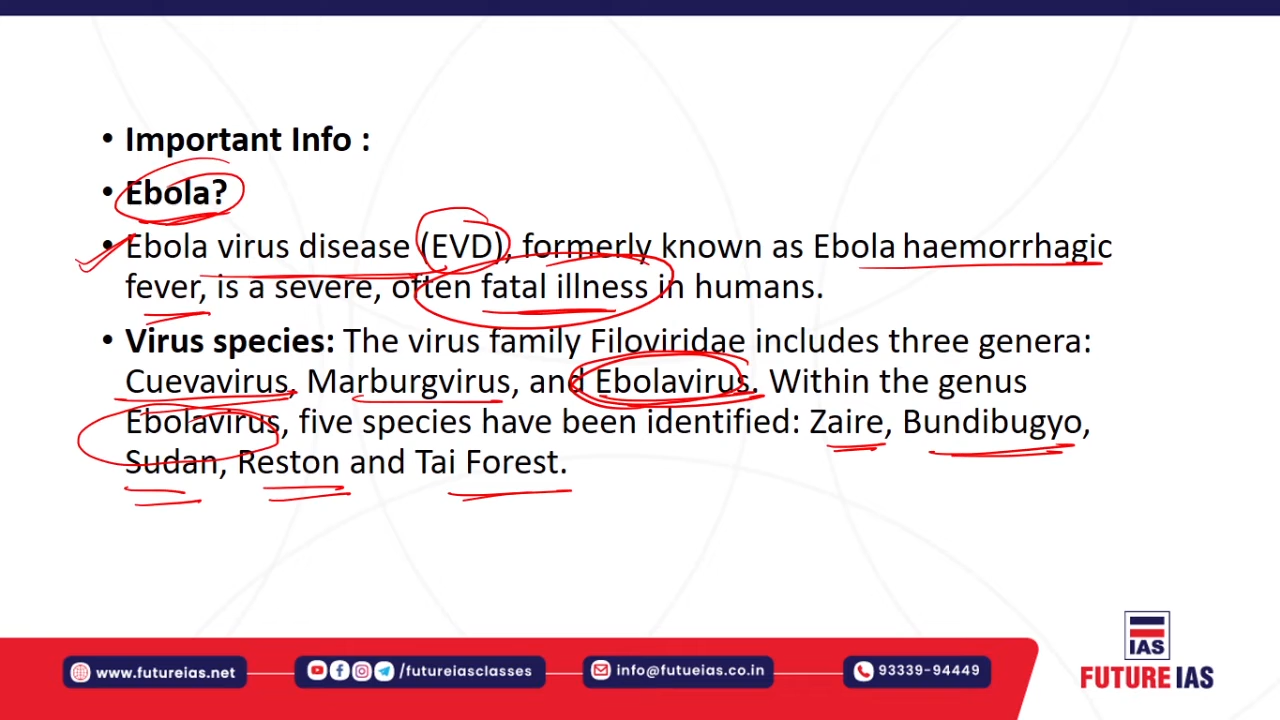 • Important Info :
• Ebola?
• Ebola virus disease (EVD), formerly known as Ebola haemorrhagic
fever, is a severe, often fatal illness in humans.
• Virus species: The virus family Filoviridae includes three genera:
Cuevavirus, Marburgvirus, and Ebolavirus. Within the genus
Ebolavirus, five species have been identified: Zaire, Bundibugyo,
Sudan, Reston and Tai Forest.
IAS
FUTURE IAS
www.futureias.net
/futureiasclasses
info@futueias.co.in
93339-94449